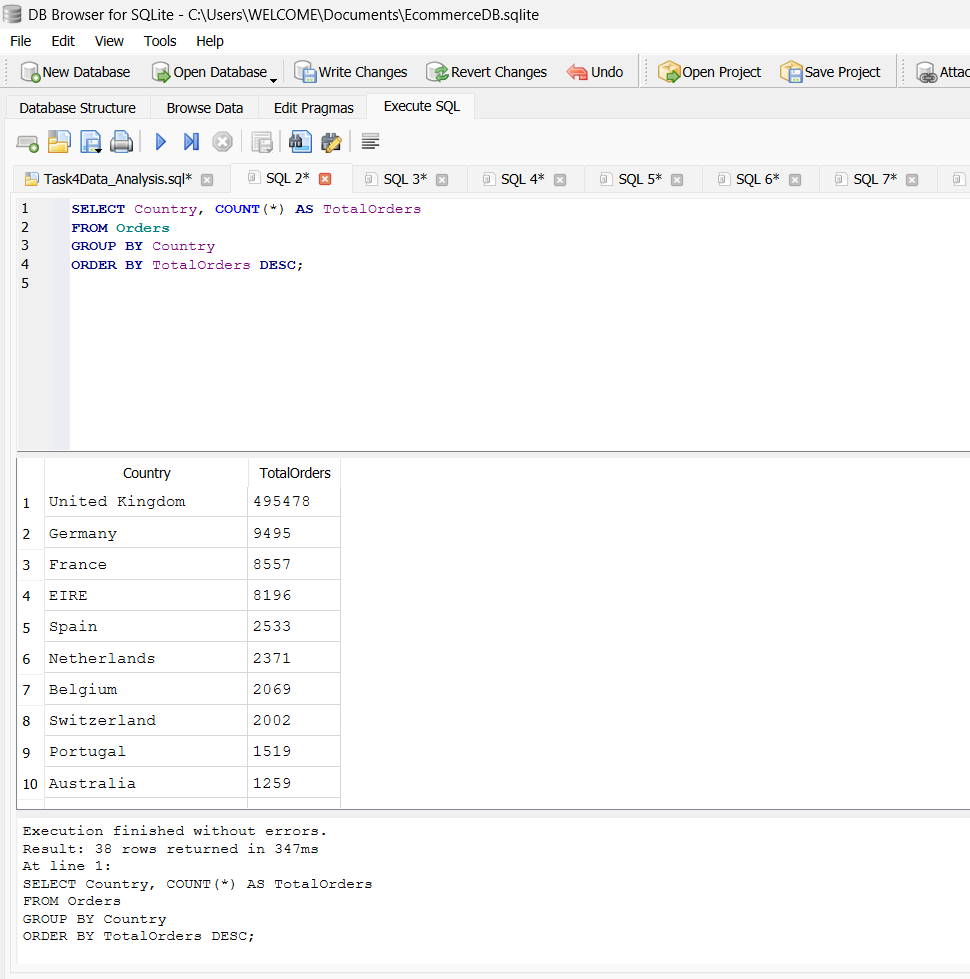 DB Browser for SQLite - C:\Users\WELCOME\Documents\EcommerceDB.sqlite
File Edit View Tools Help
New Database Open Database Write Changes Revert Changes Undo Open Project Save Project Attac
Database Structure Browse Data Edit Pragmas Execute SQL
Task4Data_Analysis.sql* SQL 2* SQL 3* SQL 4* SQL 5* SQL 6* SQL 7*
1 SELECT Country, COUNT(*) AS TotalOrders
2 FROM Orders
3 GROUP BY Country
4 ORDER BY TotalOrders DESC;
5
Country TotalOrders
1 United Kingdom 495478
2 Germany 9495
3 France 8557
4 EIRE 8196
5 Spain 2533
6 Netherlands 2371
7 Belgium 2069
8 Switzerland 2002
9 Portugal 1519
10 Australia 1259
Execution finished without errors.
Result: 38 rows returned in 347ms
At line 1:
SELECT Country, COUNT(*) AS TotalOrders
FROM Orders
GROUP BY Country
ORDER BY TotalOrders DESC;